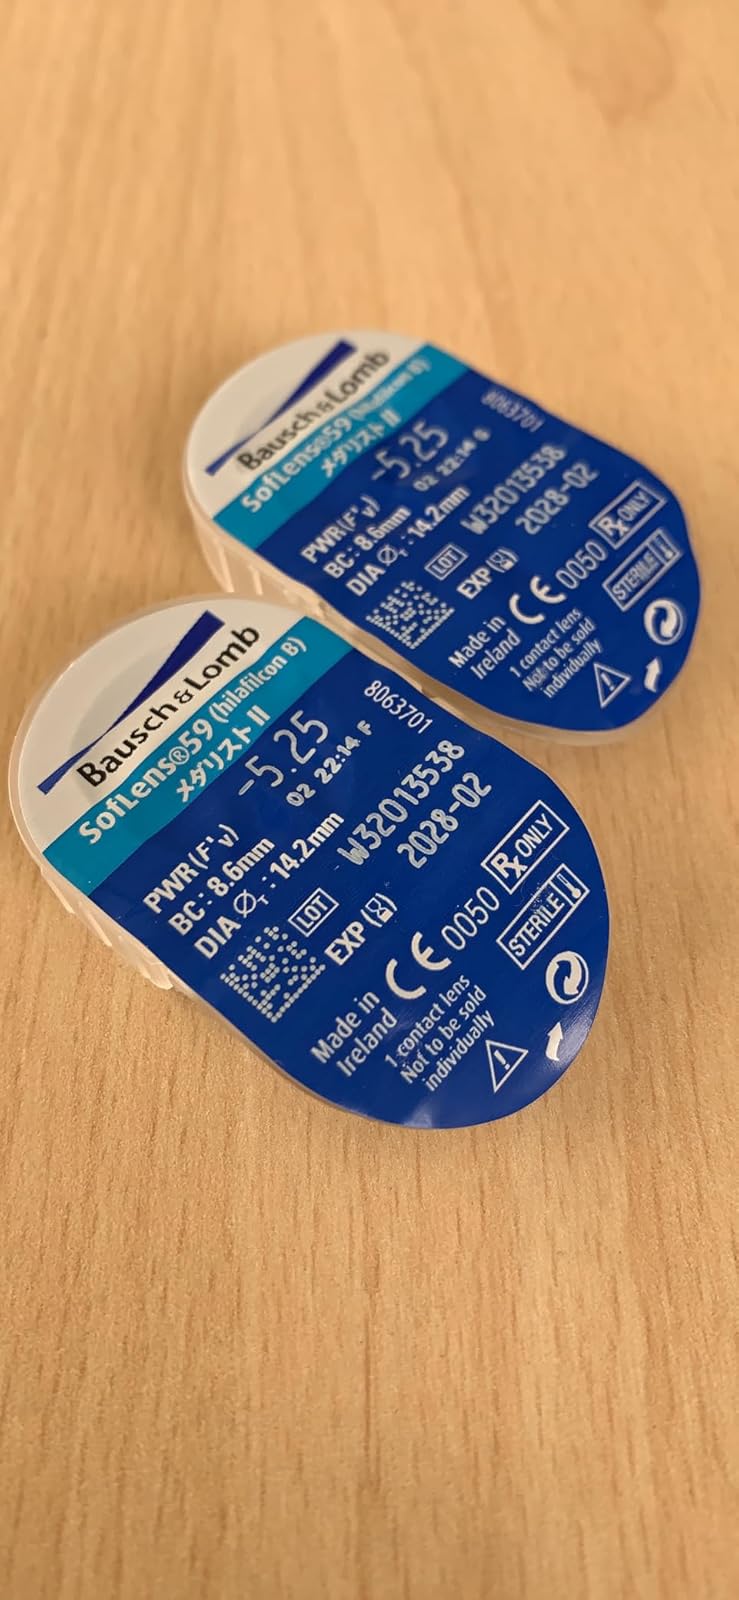 Bausch & Lomb
SofLens®59 (hilafilcon B)
メダリスト II
8063701
PWR(F'v) -5.25
02 22:14
BC: 8.6mm
DIA Ø T : 14.2mm
LOT W32013538
EXP 2028-02
Made in
Ireland
CE 0050
Rx ONLY
1 contact lens
Not to be sold
individually
STERILE
Bausch & Lomb
SofLens®59 (hilafilcon B)
メダリスト II
8063701
PWR(F'v) -5.25
02 22:14 F
BC: 8.6mm
DIA Ø T : 14.2mm
LOT W32013538
EXP 2028-02
Made in
Ireland
CE 0050
Rx ONLY
1 contact lens
Not to be sold
individually
STERILE